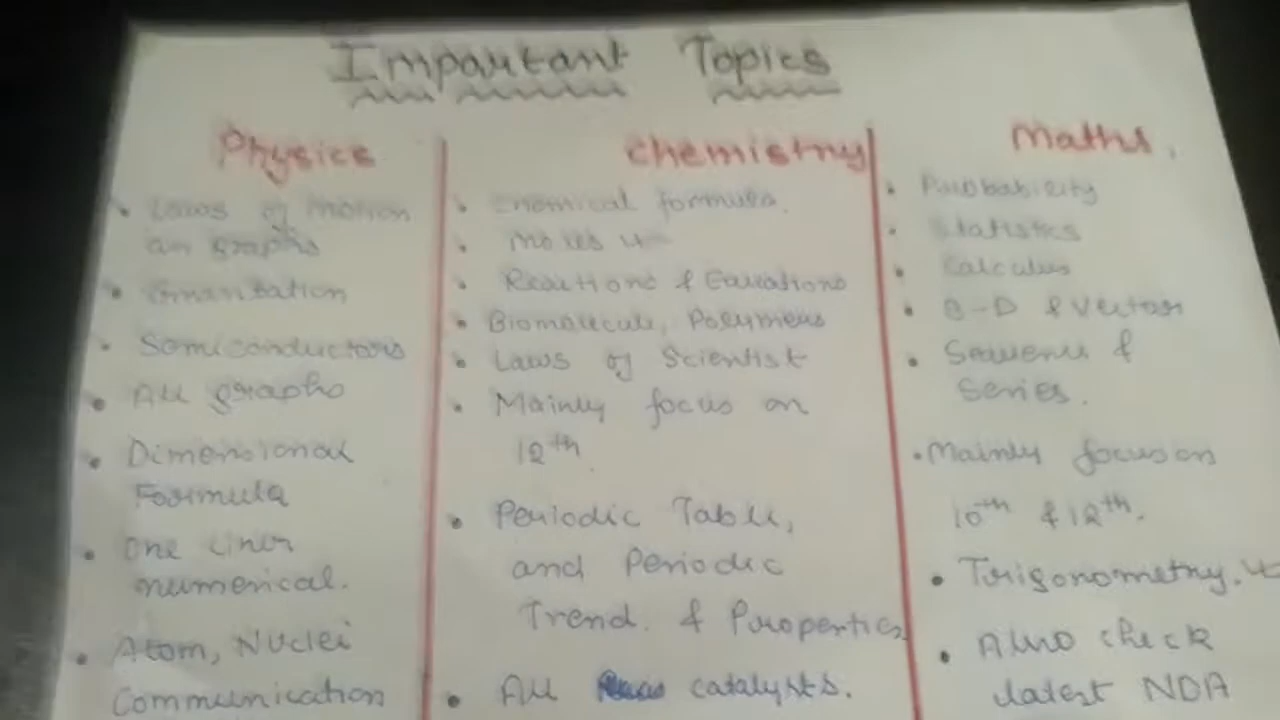 Important Topics
Physics
• Laws of motion
all graphs
• Gravitation
• Semiconductors
• All graphs
• Dimensional
Formula
• One liner
numerical.
• Atom, Nuclei
Communication
Chemistry
• Chemical formula.
• Moles
• Reactions & Equations
• Biomolecule, Polymers
• Laws of Scientist
• Mainly focus on
12th.
• Periodic Table,
and Periodic
Trend. & Properties
• All catalysts.
Maths.
• Probability
• Statistics
• Calculus
• 3-D & Vector
• Sequence &
Series.
• Mainly focus on
10th & 12th.
• Trigonometry.
• Also check
latest NDA